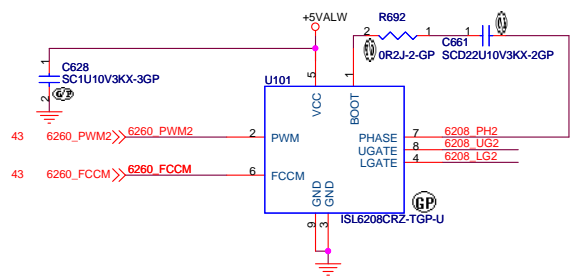 +5VALW
R692
2
1
0R2J-2-GP
1
C661
2
SCD22U10V3KX-2GP
1
C628
SC1U10V3KX-3GP
2
GP
U101
5
1
VCC
BOOT
43 6260_PWM2 6260_PWM2 2 PWM
PHASE 7 6208_PH2
UGATE 8 6208_UG2
LGATE 4 6208_LG2
43 6260_FCCM 6260_FCCM 6 FCCM
GND
GND
9
3
GP
ISL6208CRZ-TGP-U